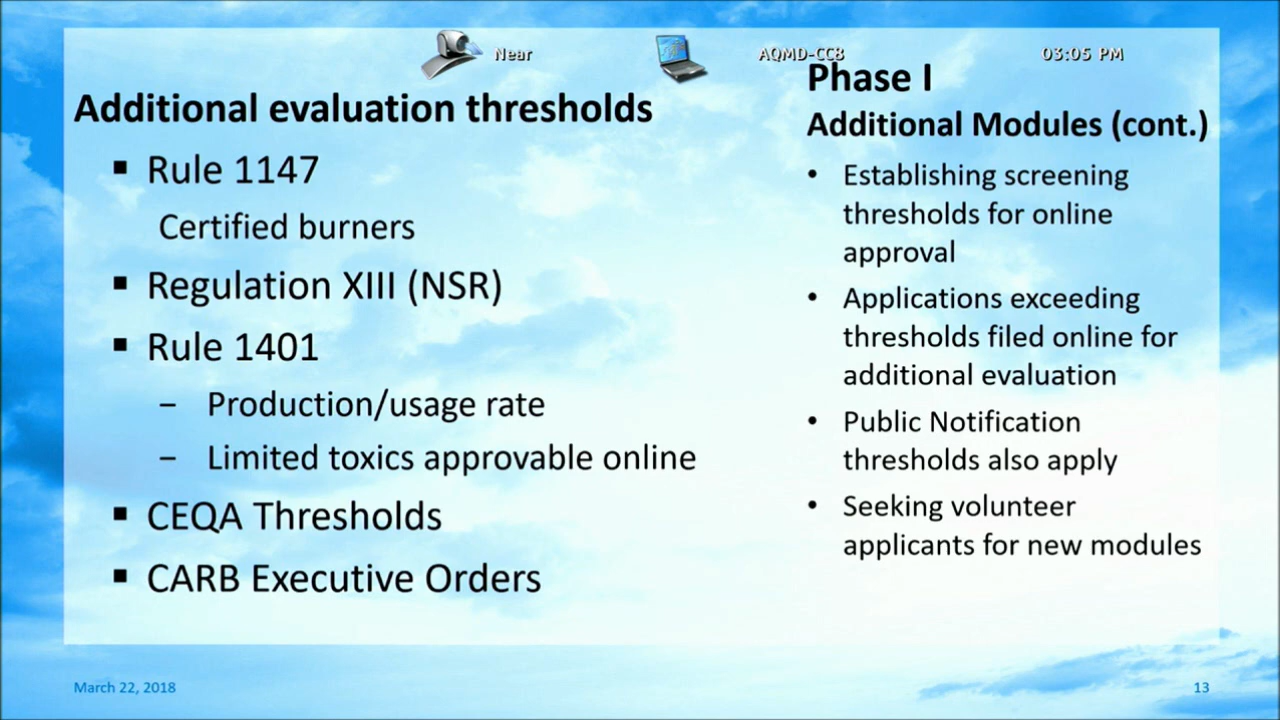 Near
AQMD-CC8
03:05 PM
Additional evaluation thresholds
▪ Rule 1147
Certified burners
▪ Regulation XIII (NSR)
▪ Rule 1401
– Production/usage rate
– Limited toxics approvable online
▪ CEQA Thresholds
▪ CARB Executive Orders
Phase I
Additional Modules (cont.)
• Establishing screening
thresholds for online
approval
• Applications exceeding
thresholds filed online for
additional evaluation
• Public Notification
thresholds also apply
• Seeking volunteer
applicants for new modules
March 22, 2018
13